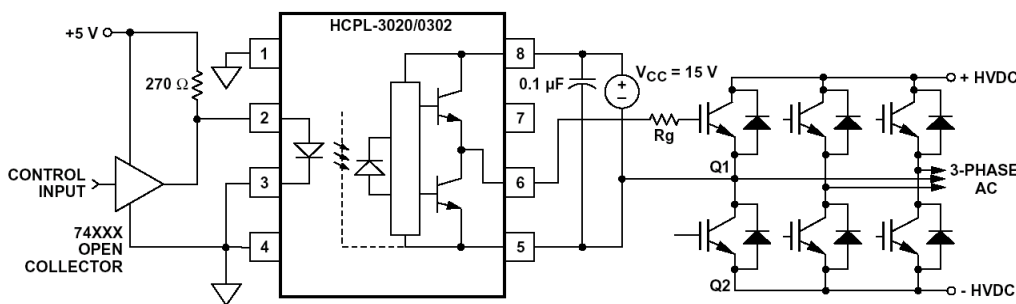 HCPL-3020/0302
+5 V
1
8
270 Ω
0.1 µF
+
–
VCC = 15 V
+ HVDC
2
7
Rg
CONTROL
INPUT
3
6
Q1
3-PHASE
AC
74XXX
OPEN
COLLECTOR
4
5
Q2
- HVDC